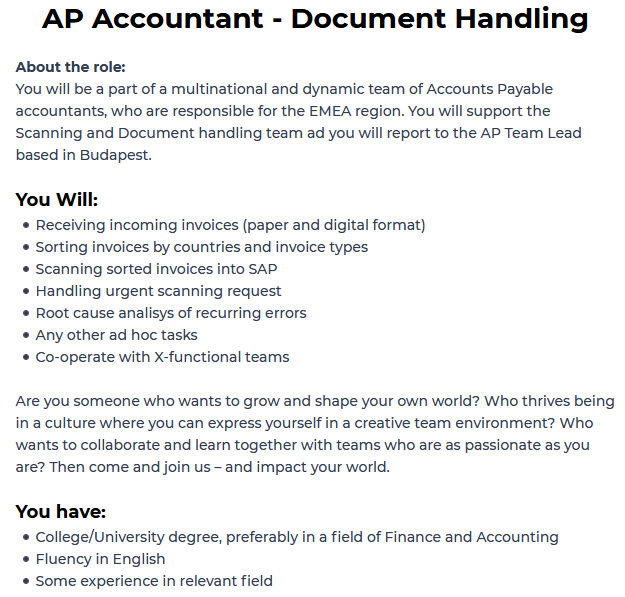 AP Accountant - Document Handling
About the role:
You will be a part of a multinational and dynamic team of Accounts Payable
accountants, who are responsible for the EMEA region. You will support the
Scanning and Document handling team ad you will report to the AP Team Lead
based in Budapest.
You Will:
• Receiving incoming invoices (paper and digital format)
• Sorting invoices by countries and invoice types
• Scanning sorted invoices into SAP
• Handling urgent scanning request
• Root cause analisys of recurring errors
• Any other ad hoc tasks
• Co-operate with X-functional teams
Are you someone who wants to grow and shape your own world? Who thrives being
in a culture where you can express yourself in a creative team environment? Who
wants to collaborate and learn together with teams who are as passionate as you
are? Then come and join us – and impact your world.
You have:
• College/University degree, preferably in a field of Finance and Accounting
• Fluency in English
• Some experience in relevant field